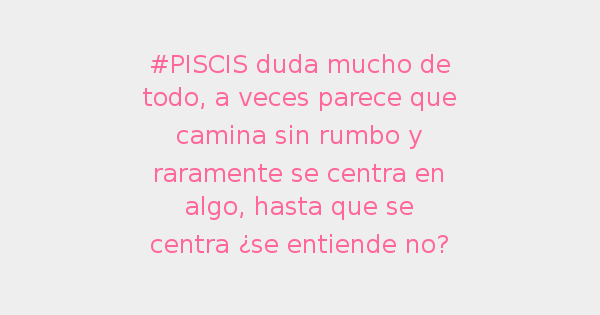 #PISCIS duda mucho de
todo, a veces parece que
camina sin rumbo y
raramente se centra en
algo, hasta que se
centra ¿se entiende no?